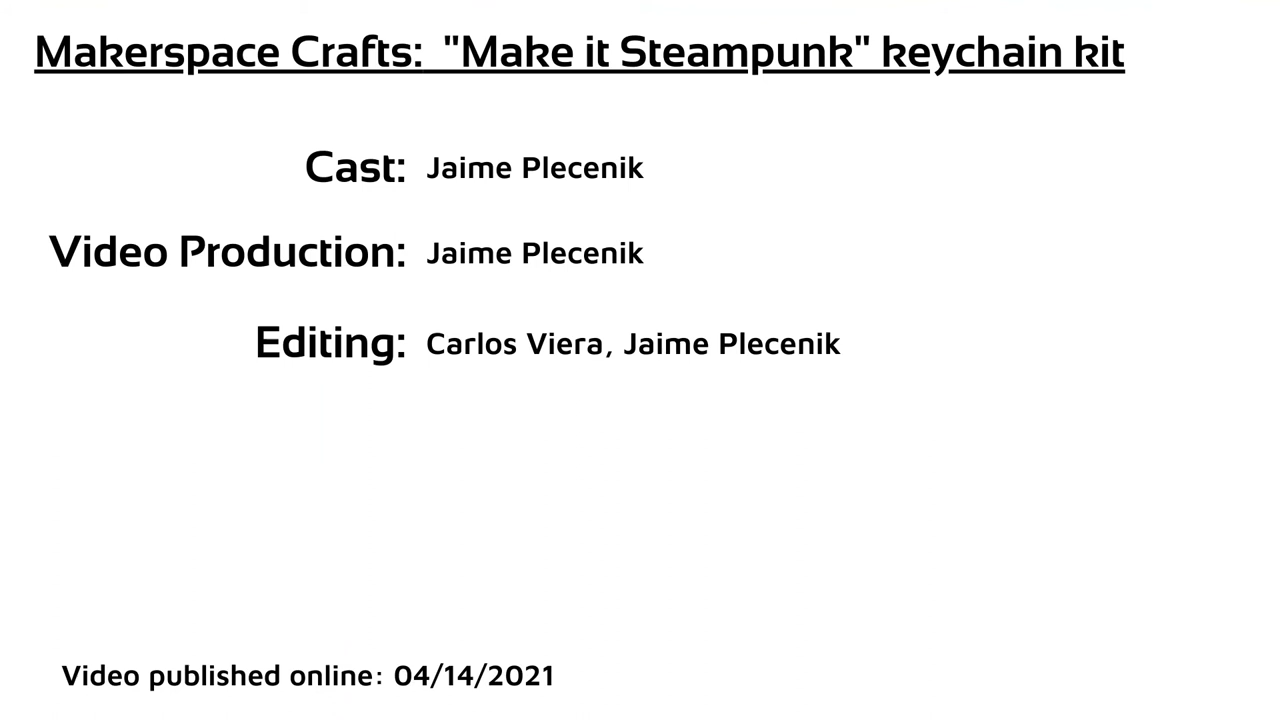 Makerspace Crafts:  "Make it Steampunk" keychain kit
Cast: Jaime Plecenik
Video Production: Jaime Plecenik
Editing: Carlos Viera, Jaime Plecenik
Video published online: 04/14/2021